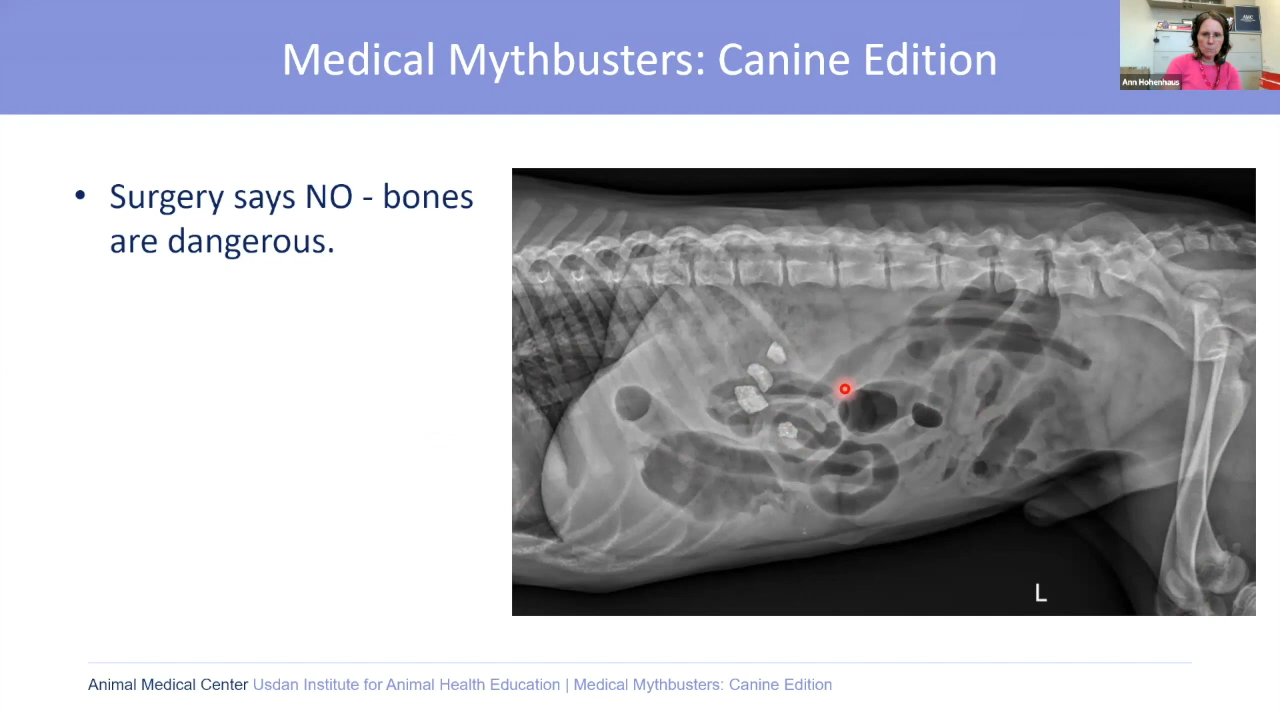 Medical Mythbusters: Canine Edition
AMC
Ann Hohenhaus
• Surgery says NO - bones
are dangerous.
L
Animal Medical Center Usdan Institute for Animal Health Education | Medical Mythbusters: Canine Edition